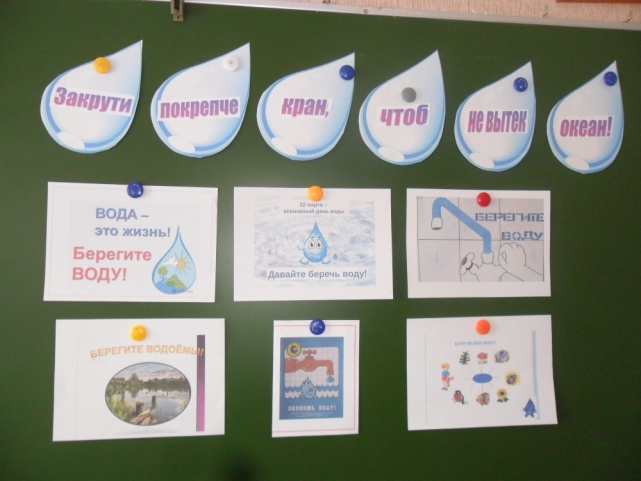 Закрути
покрепче
кран,
чтоб
не вытек
океан!
ВОДА –
это жизнь!
Берегите
ВОДУ!
22 марта –
всемирный день воды
Давайте беречь воду!
БЕРЕГИТЕ
ВОДУ
БЕРЕГИТЕ ВОДОЁМЫ!
ЭКОНОМЬ ВОДУ!